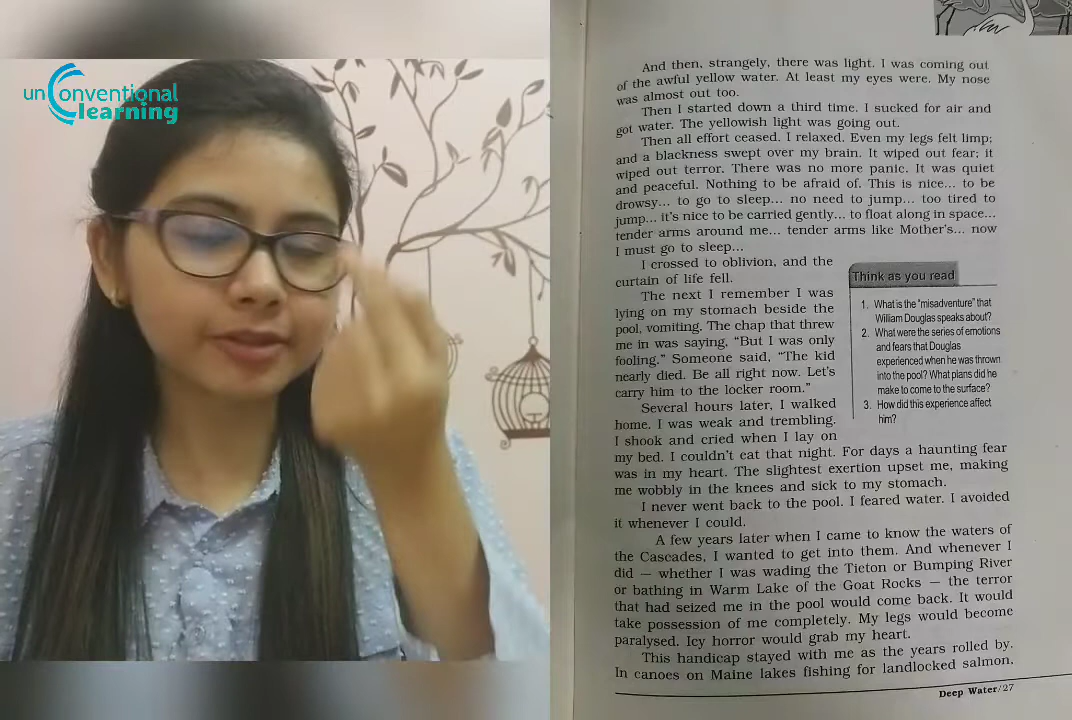 unConventional
learning
And then, strangely, there was light. I was coming out
of the awful yellow water. At least my eyes were. My nose
was almost out too.
Then I started down a third time. I sucked for air and
got water. The yellowish light was going out.
Then all effort ceased. I relaxed. Even my legs felt limp;
and a blackness swept over my brain. It wiped out fear; it
wiped out terror. There was no more panic. It was quiet
and peaceful. Nothing to be afraid of. This is nice... to be
drowsy... to go to sleep... no need to jump... too tired to
jump... it's nice to be carried gently... to float along in space...
tender arms around me... tender arms like Mother's... now
I must go to sleep...
I crossed to oblivion, and the
curtain of life fell.
The next I remember I was
lying on my stomach beside the
pool, vomiting. The chap that threw
me in was saying, “But I was only
fooling.” Someone said, “The kid
nearly died. Be all right now. Let's
carry him to the locker room.”
Several hours later, I walked
home. I was weak and trembling.
I shook and cried when I lay on
my bed. I couldn't eat that night. For days a haunting fear
was in my heart. The slightest exertion upset me, making
me wobbly in the knees and sick to my stomach.
I never went back to the pool. I feared water. I avoided
it whenever I could.
A few years later when I came to know the waters of
the Cascades, I wanted to get into them. And whenever I
did — whether I was wading the Tieton or Bumping River
or bathing in Warm Lake of the Goat Rocks — the terror
that had seized me in the pool would come back. It would
take possession of me completely. My legs would become
paralysed. Icy horror would grab my heart.
This handicap stayed with me as the years rolled by.
In canoes on Maine lakes fishing for landlocked salmon,
Think as you read
1. What is the “misadventure” that
William Douglas speaks about?
2. What were the series of emotions
and fears that Douglas
experienced when he was thrown
into the pool? What plans did he
make to come to the surface?
3. How did this experience affect
him?
Deep Water/27